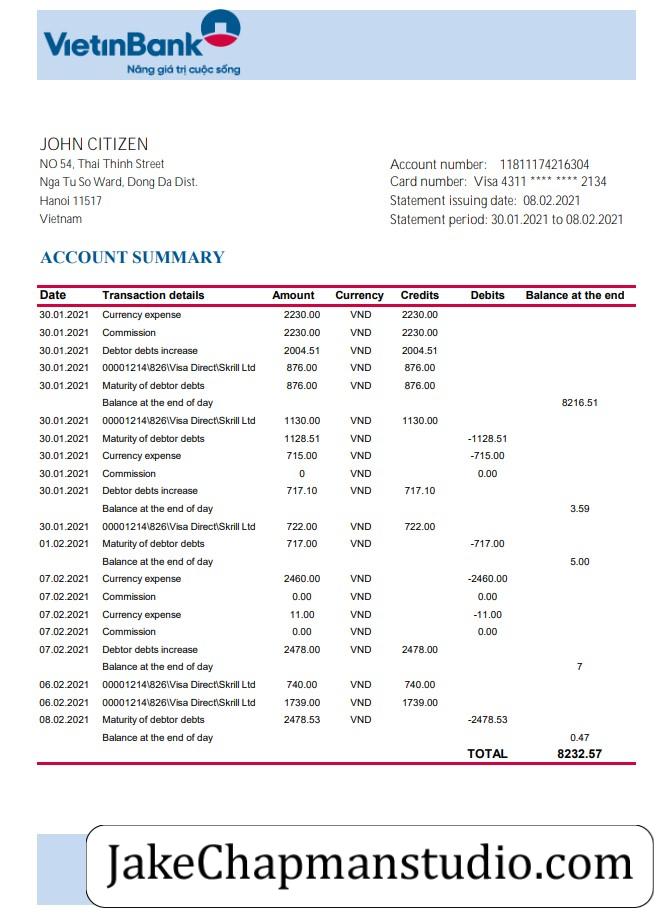 VietinBank
Nâng giá trị cuộc sống
JOHN CITIZEN
NO 54, Thai Thinh Street
Nga Tu So Ward, Dong Da Dist.
Hanoi 11517
Vietnam
Account number: 11811174216304
Card number: Visa 4311 **** **** 2134
Statement issuing date: 08.02.2021
Statement period: 30.01.2021 to 08.02.2021
ACCOUNT SUMMARY
Date Transaction details Amount Currency Credits Debits Balance at the end
30.01.2021 Currency expense 2230.00 VND 2230.00
30.01.2021 Commission 2230.00 VND 2230.00
30.01.2021 Debtor debts increase 2004.51 VND 2004.51
30.01.2021 00001214\826\Visa Direct\Skrill Ltd 876.00 VND 876.00
30.01.2021 Maturity of debtor debts 876.00 VND 876.00
Balance at the end of day 8216.51
30.01.2021 00001214\826\Visa Direct\Skrill Ltd 1130.00 VND 1130.00
30.01.2021 Maturity of debtor debts 1128.51 VND -1128.51
30.01.2021 Currency expense 715.00 VND -715.00
30.01.2021 Commission 0 VND 0.00
30.01.2021 Debtor debts increase 717.10 VND 717.10
Balance at the end of day 3.59
30.01.2021 00001214\826\Visa Direct\Skrill Ltd 722.00 VND 722.00
01.02.2021 Maturity of debtor debts 717.00 VND -717.00
Balance at the end of day 5.00
07.02.2021 Currency expense 2460.00 VND -2460.00
07.02.2021 Commission 0.00 VND 0.00
07.02.2021 Currency expense 11.00 VND -11.00
07.02.2021 Commission 0.00 VND 0.00
07.02.2021 Debtor debts increase 2478.00 VND 2478.00
Balance at the end of day 7
06.02.2021 00001214\826\Visa Direct\Skrill Ltd 740.00 VND 740.00
06.02.2021 00001214\826\Visa Direct\Skrill Ltd 1739.00 VND 1739.00
08.02.2021 Maturity of debtor debts 2478.53 VND -2478.53
Balance at the end of day 0.47
TOTAL 8232.57
JakeChapmanstudio.com